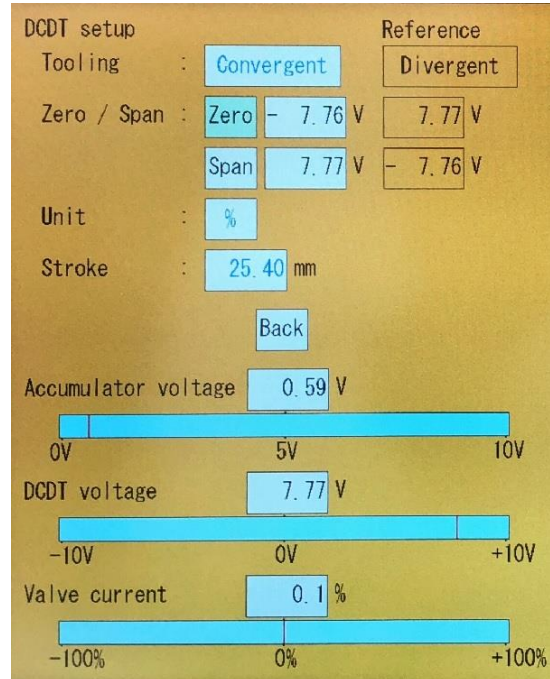 DCDT setup Reference
Tooling : Convergent Divergent
Zero / Span : Zero - 7.76 V 7.77 V
Span 7.77 V - 7.76 V
Unit : %
Stroke : 25.40 mm
Back
Accumulator voltage 0.59 V
0V 5V 10V
DCDT voltage 7.77 V
-10V 0V +10V
Valve current 0.1 %
-100% 0% +100%